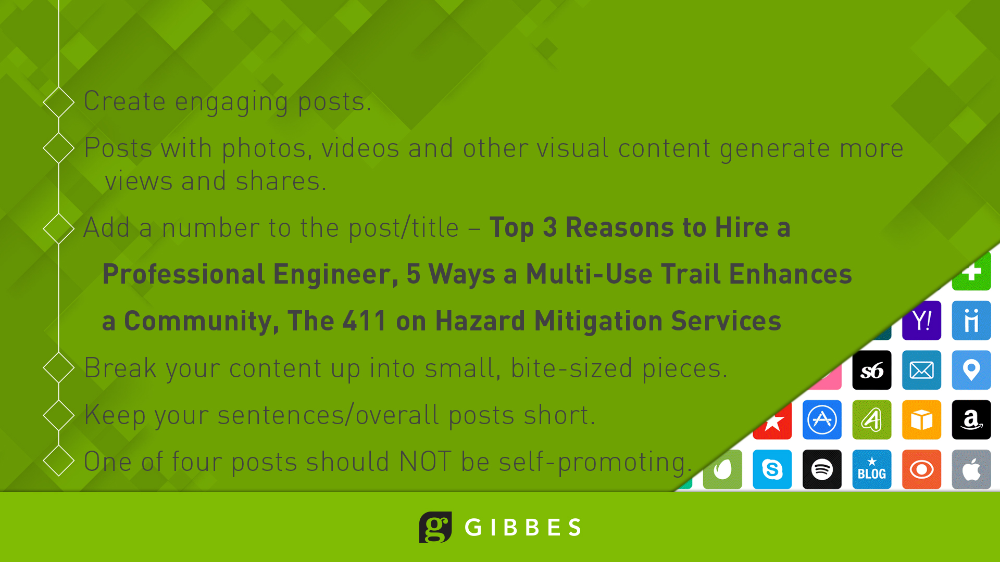 Create engaging posts.
Posts with photos, videos and other visual content generate more
views and shares.
Add a number to the post/title – Top 3 Reasons to Hire a
Professional Engineer, 5 Ways a Multi-Use Trail Enhances
a Community, The 411 on Hazard Mitigation Services
Break your content up into small, bite-sized pieces.
Keep your sentences/overall posts short.
One of four posts should NOT be self-promoting.
Y!
s6
a
S
BLOG
g GIBBES